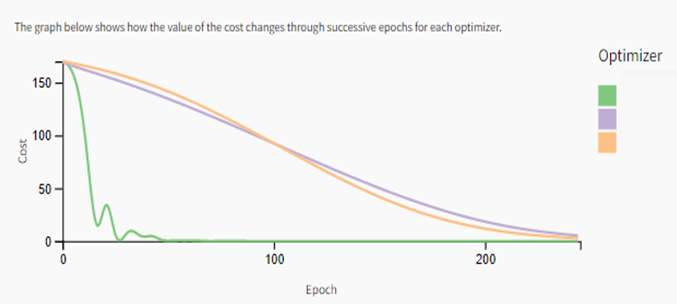 The graph below shows how the value of the cost changes through successive epochs for each optimizer.
Optimizer
150
100
50
0
Cost
0 100 200
Epoch